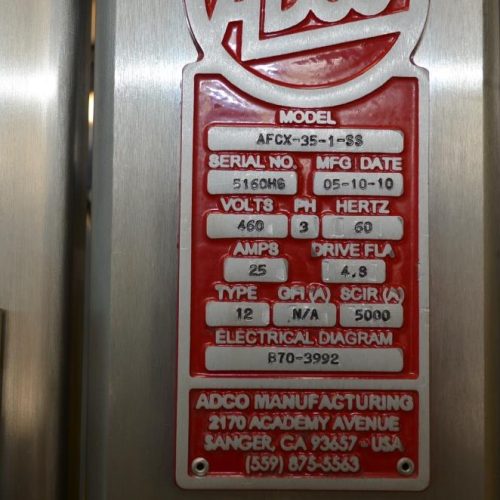 ADCO
MODEL
AFCX-35-1-SS
SERIAL NO. MFG DATE
5160HG 05-10-10
VOLTS PH HERTZ
460 3 60
AMPS DRIVE FLA
25 4.8
TYPE GFI (A) SCIR (A)
12 N/A 5000
ELECTRICAL DIAGRAM
B70-3992
ADCO MANUFACTURING
2170 ACADEMY AVENUE
SANGER, CA 93657 USA
(559) 875-5563